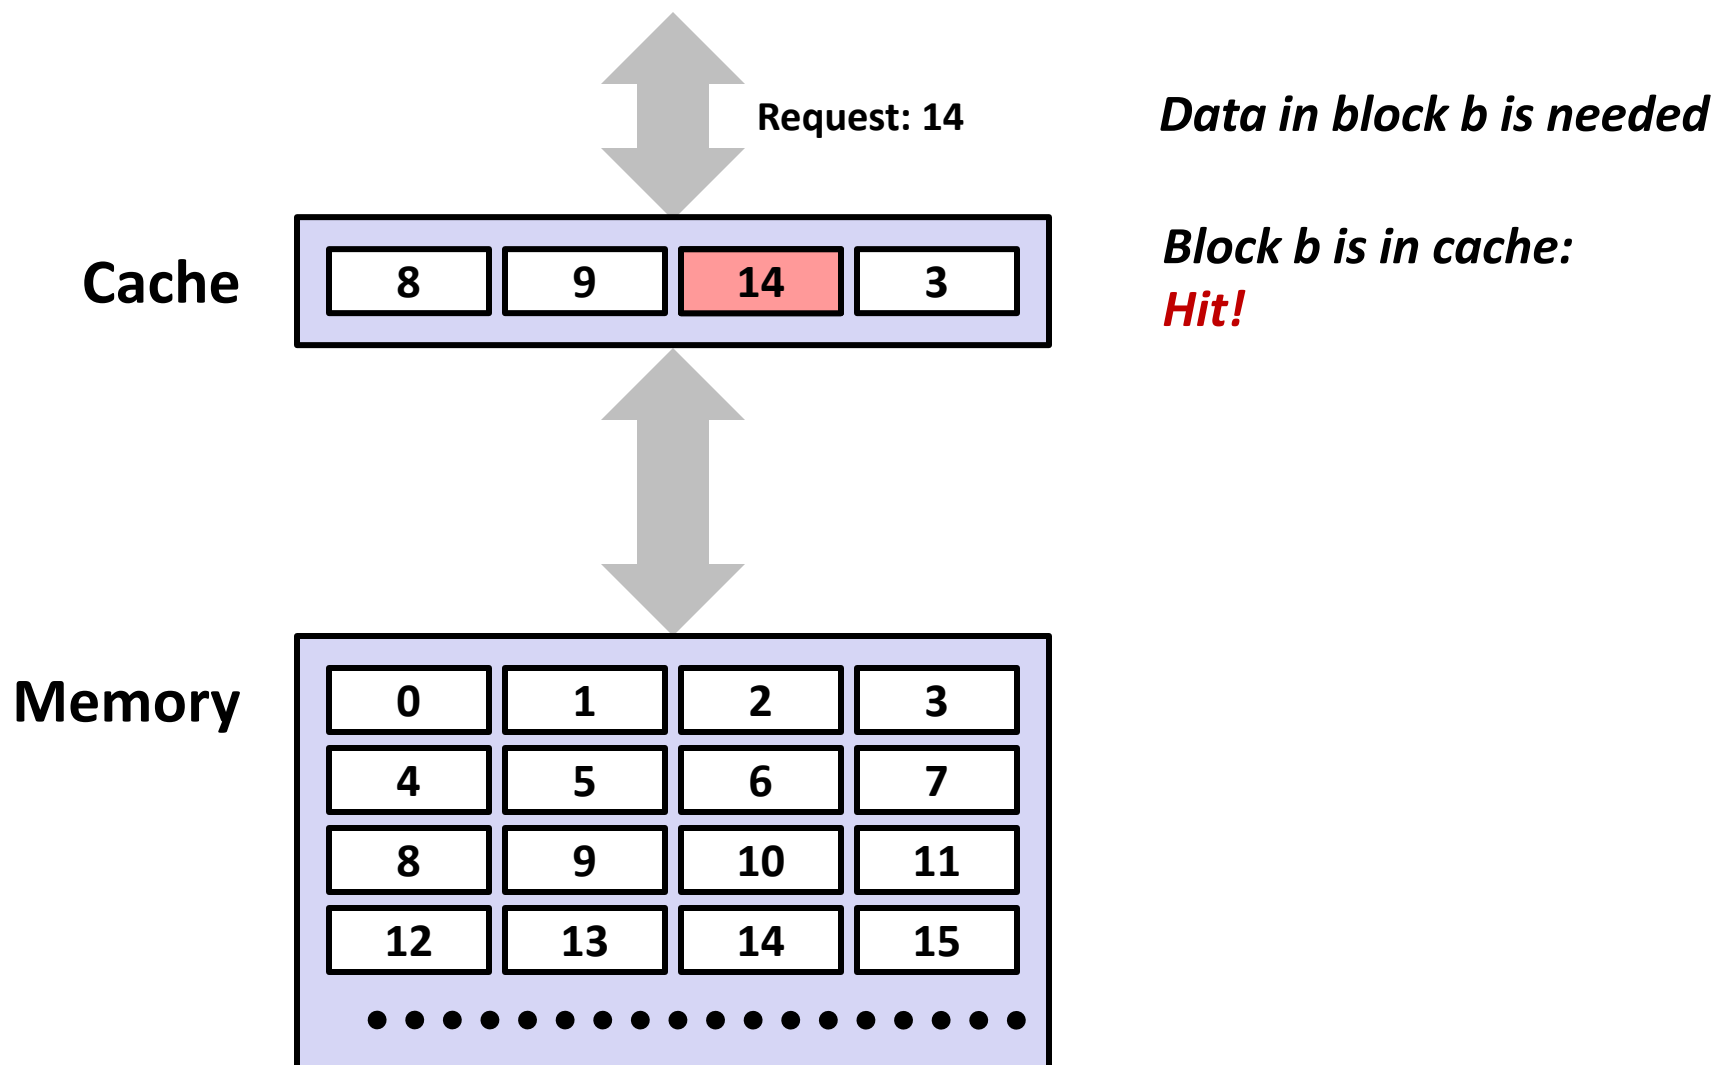 Request: 14
Data in block b is needed
Cache
8 9 14 3
Block b is in cache:
Hit!
Memory
0 1 2 3
4 5 6 7
8 9 10 11
12 13 14 15